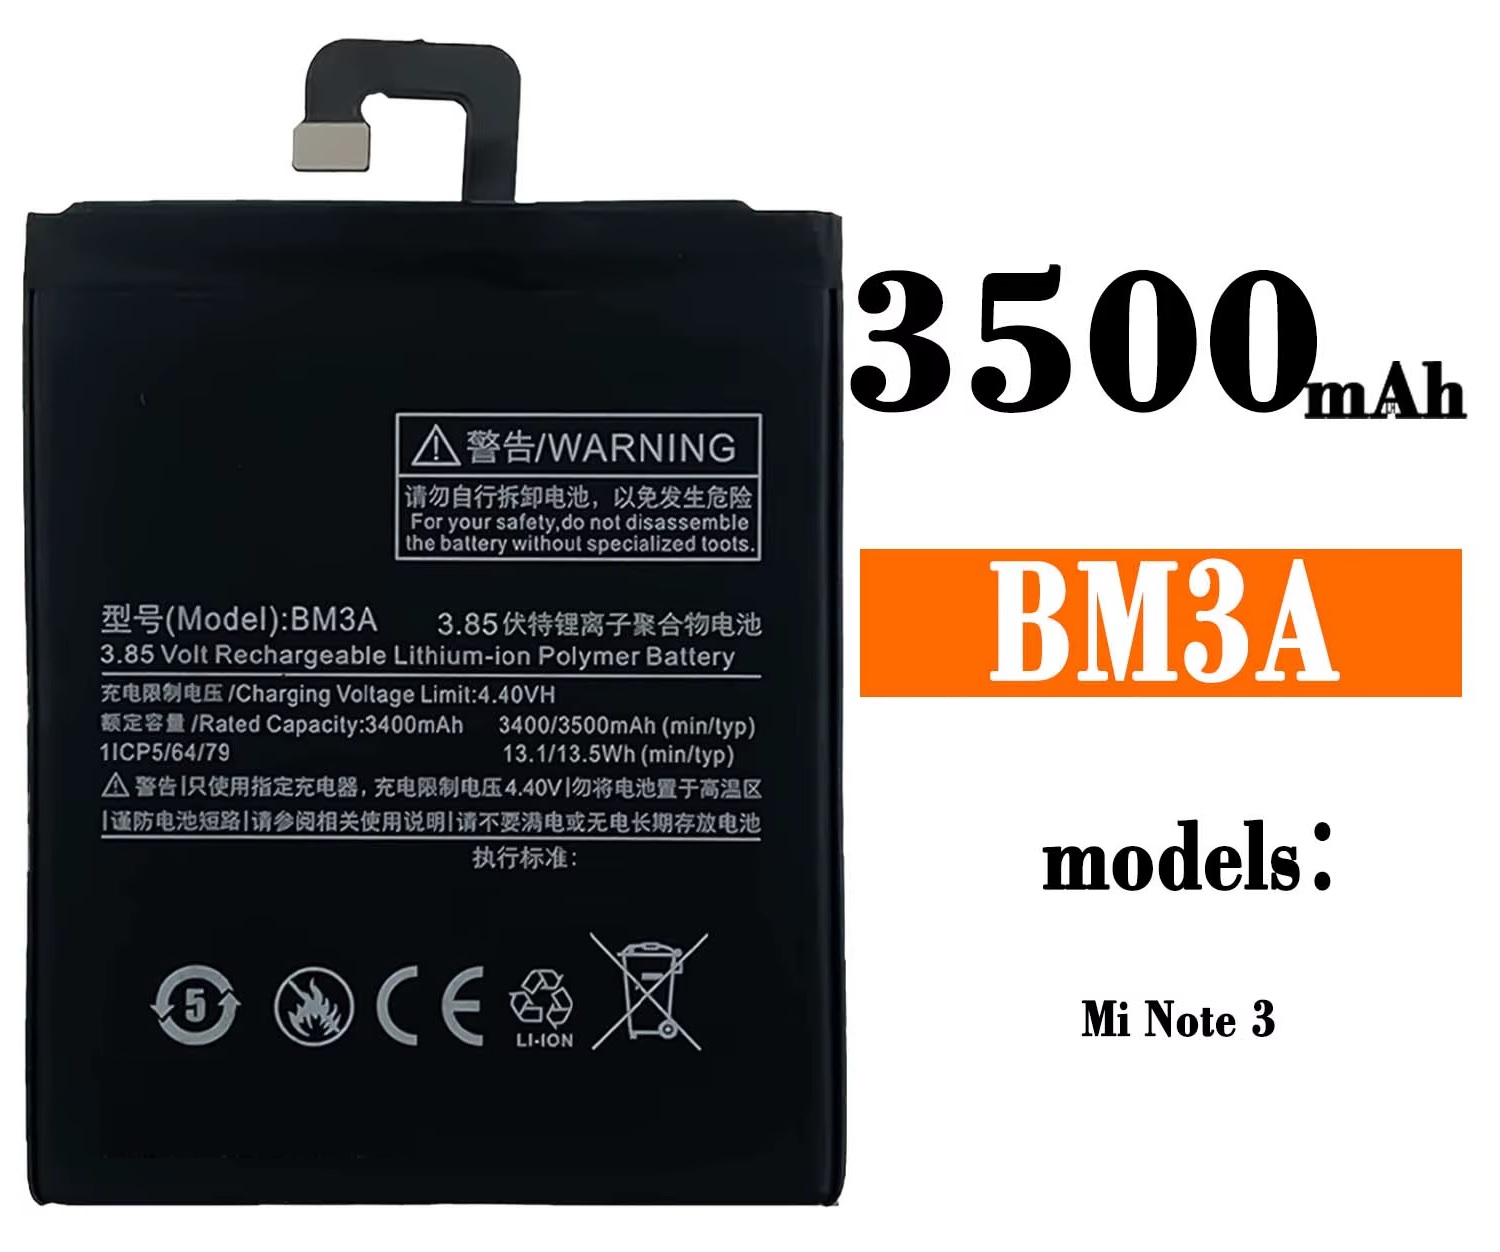 3500mAh
BM3A
models:
Mi Note 3
警告/WARNING
请勿自行拆卸电池，以免发生危险
For your safety,do not disassemble
the battery without specialized toots.
型号(Model):BM3A 3.85伏特锂离子聚合物电池
3.85 Volt Rechargeable Lithium-ion Polymer Battery
充电限制电压/Charging Voltage Limit:4.40VH
额定容量/Rated Capacity:3400mAh 3400/3500mAh (min/typ)
1ICP5/64/79 13.1/13.5Wh (min/typ)
警告|只使用指定充电器，充电限制电压4.40V|勿将电池置于高温区
|谨防电池短路|请参阅相关使用说明|请不要满电或无电长期存放电池
执行标准：
5
CE
LI-ION